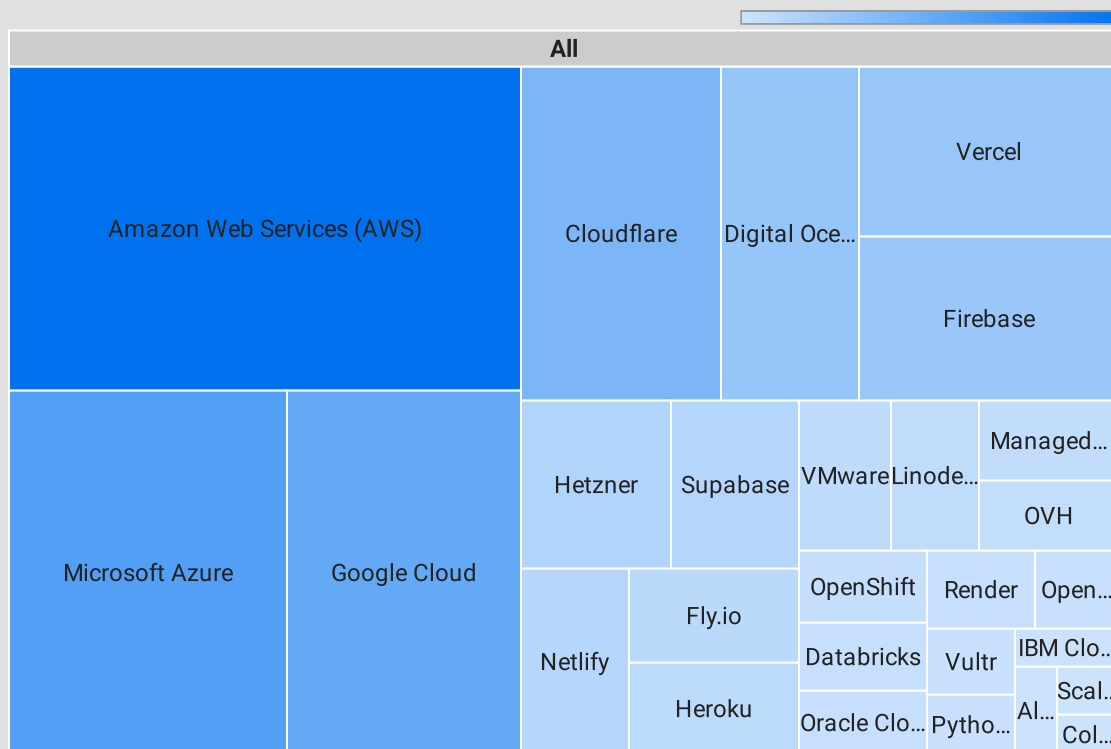 All
Amazon Web Services (AWS)
Cloudflare
Digital Oce...
Vercel
Firebase
Microsoft Azure
Google Cloud
Hetzner
Supabase
VMware
Linode...
Managed...
OVH
Netlify
Fly.io
Heroku
OpenShift
Databricks
Oracle Clo...
Render
Open...
Vultr
Pytho...
IBM Clo...
Al...
Scal...
Col...